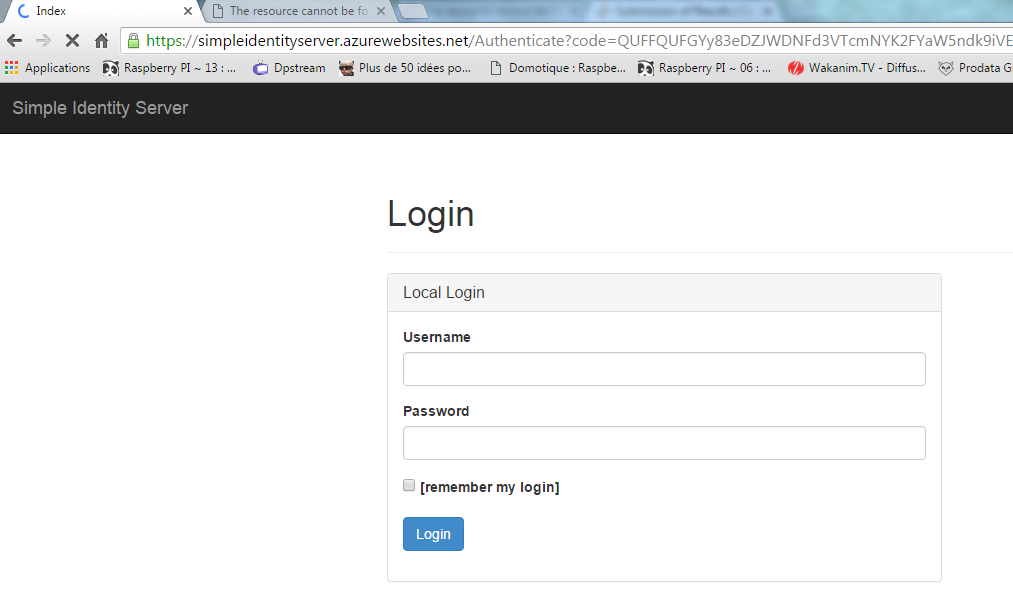 Index
The resource cannot be fo
https://simpleidentityserver.azurewebsites.net/Authenticate?code=QUFFQUFGYy83eDZJWDNFd3VTcmNYK2FYaW5ndk9iVE
Applications Raspberry PI ~ 13 : ... Dpstream Plus de 50 idées po... Domotique : Raspbe... Raspberry PI ~ 06 : ... Wakanim.TV - Diffus... Prodata G
Simple Identity Server
Login
Local Login
Username
Password
[remember my login]
Login